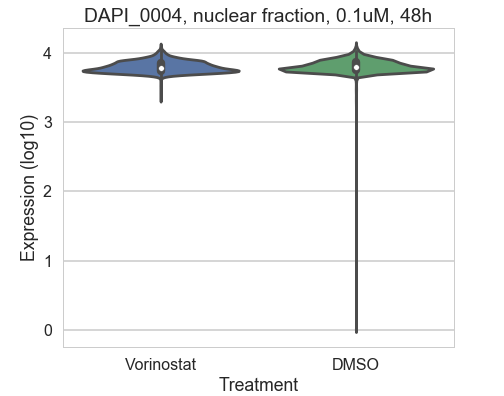 DAPI_0004, nuclear fraction, 0.1uM, 48h
4
3
2
1
0
Expression (log10)
Vorinostat DMSO
Treatment